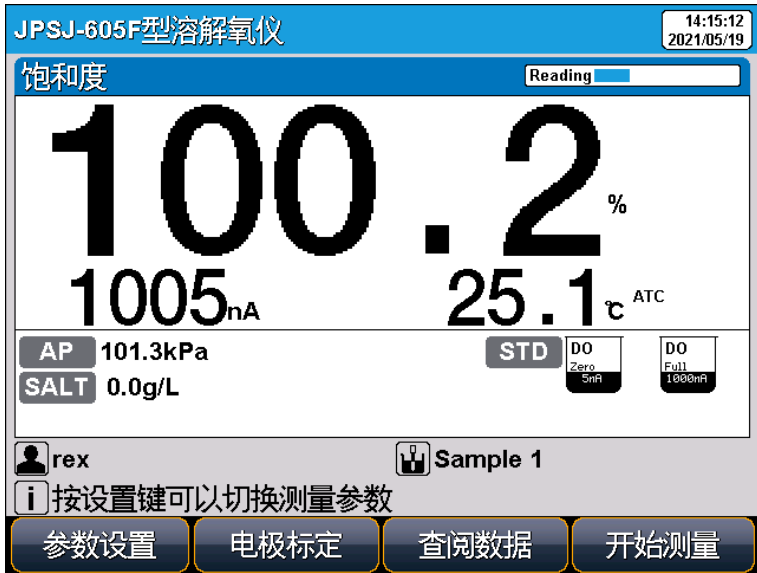 JPSJ-605F型溶解氧仪
14:15:12
2021/05/19
饱和度
Reading
100.2%
1005nA
25.1℃ ATC
AP 101.3kPa
STD
DO
Zero
5nA
DO
Full
1000nA
SALT 0.0g/L
rex
Sample 1
i 按设置键可以切换测量参数
参数设置 电极标定 查阅数据 开始测量